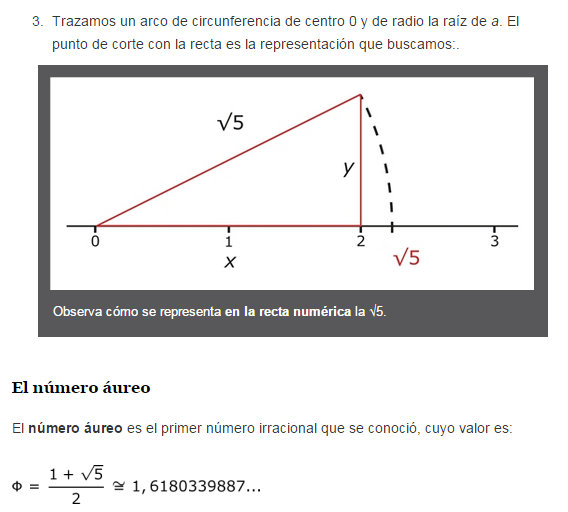 3. Trazamos un arco de circunferencia de centro 0 y de radio la raíz de a. El
punto de corte con la recta es la representación que buscamos:.
√5
y
0 1 2 3
x √5
Observa cómo se representa en la recta numérica la √5.
El número áureo
El número áureo es el primer número irracional que se conoció, cuyo valor es:
Φ = (1 + √5)/2 ≅ 1,6180339887...